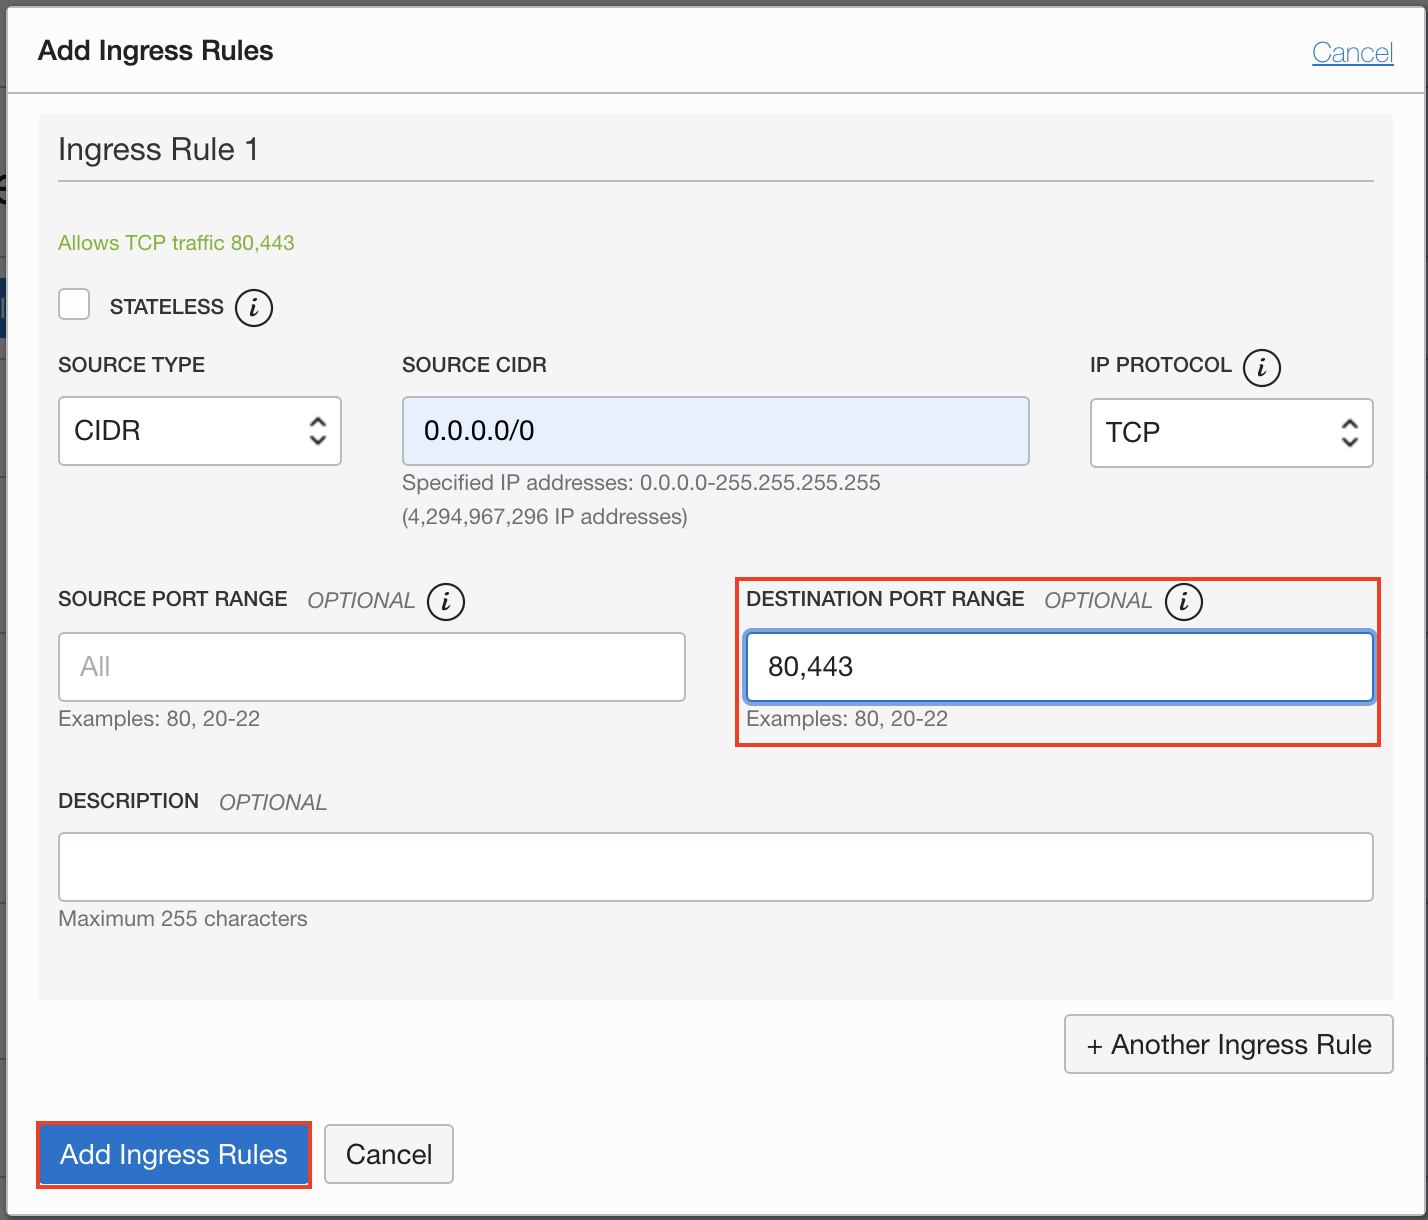 Add Ingress Rules
Cancel
Ingress Rule 1
Allows TCP traffic 80,443
STATELESS i
SOURCE TYPE
SOURCE CIDR
IP PROTOCOL i
CIDR
0.0.0.0/0
TCP
Specified IP addresses: 0.0.0.0-255.255.255.255
(4,294,967,296 IP addresses)
SOURCE PORT RANGE OPTIONAL i
DESTINATION PORT RANGE OPTIONAL i
All
80,443
Examples: 80, 20-22
Examples: 80, 20-22
DESCRIPTION OPTIONAL
Maximum 255 characters
+ Another Ingress Rule
Add Ingress Rules
Cancel